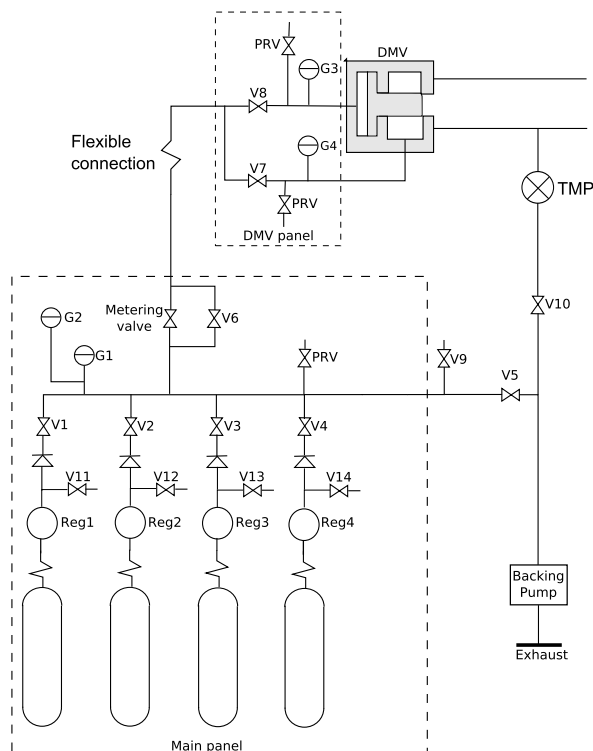 DMV
PRV
G3
V8
Flexible
connection
G4
V7
TMP
PRV
DMV panel
V10
Metering
valve
G2
V6
G1
PRV
V9
V5
V1
V2
V3
V4
V11
V12
V13
V14
Reg1
Reg2
Reg3
Reg4
Backing
Pump
Exhaust
Main panel